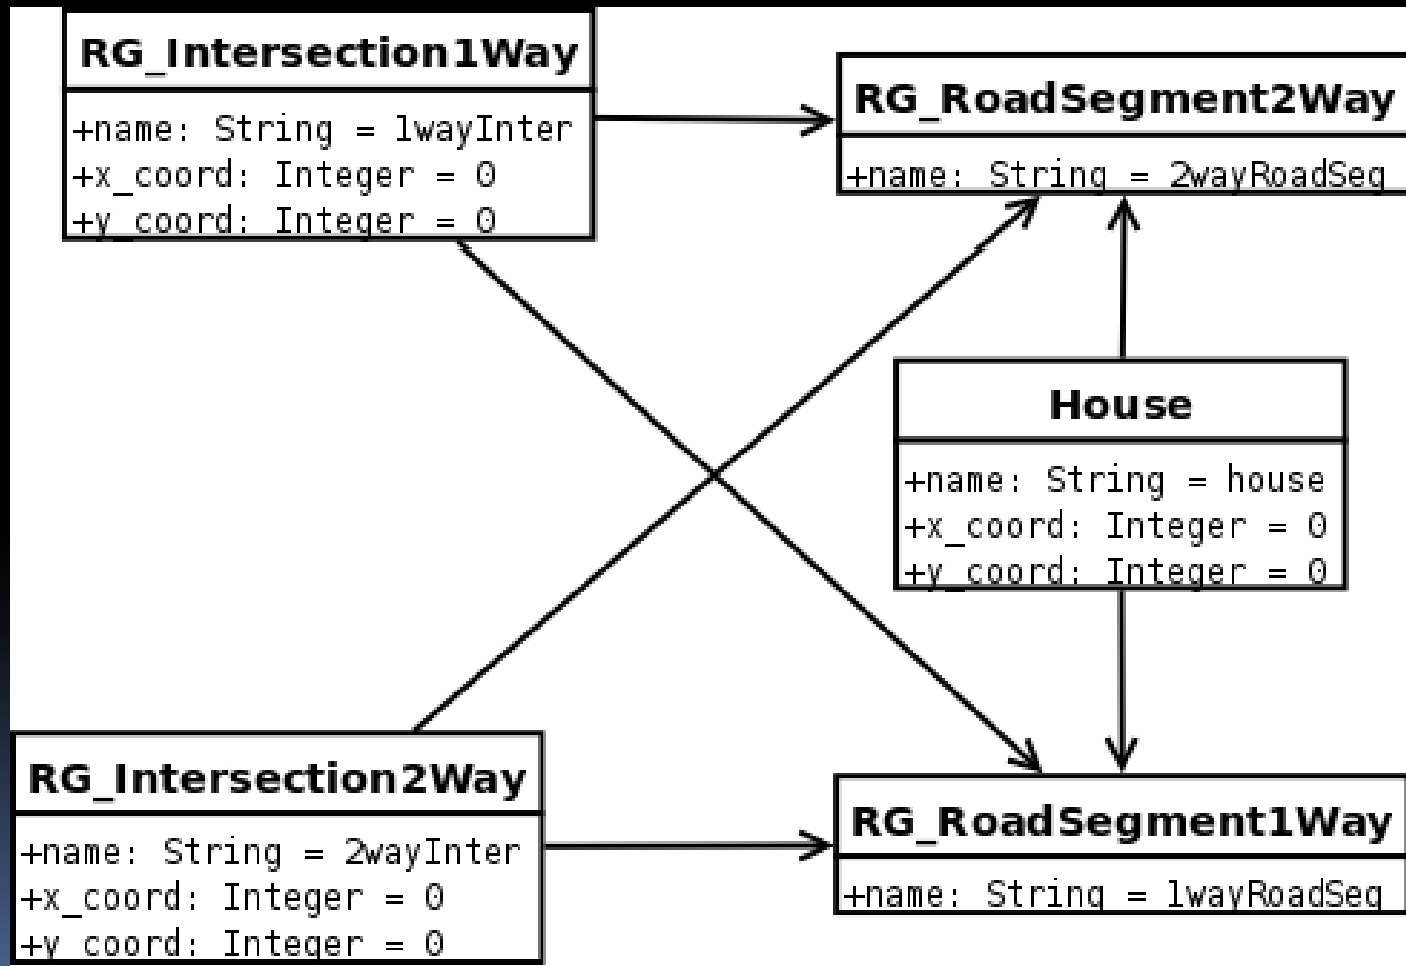 RG_Intersection1Way
+name: String = 1wayInter
+x_coord: Integer = 0
+y_coord: Integer = 0
RG_RoadSegment2Way
+name: String = 2wayRoadSeg
House
+name: String = house
+x_coord: Integer = 0
+y_coord: Integer = 0
RG_Intersection2Way
+name: String = 2wayInter
+x_coord: Integer = 0
+y_coord: Integer = 0
RG_RoadSegment1Way
+name: String = 1wayRoadSeg